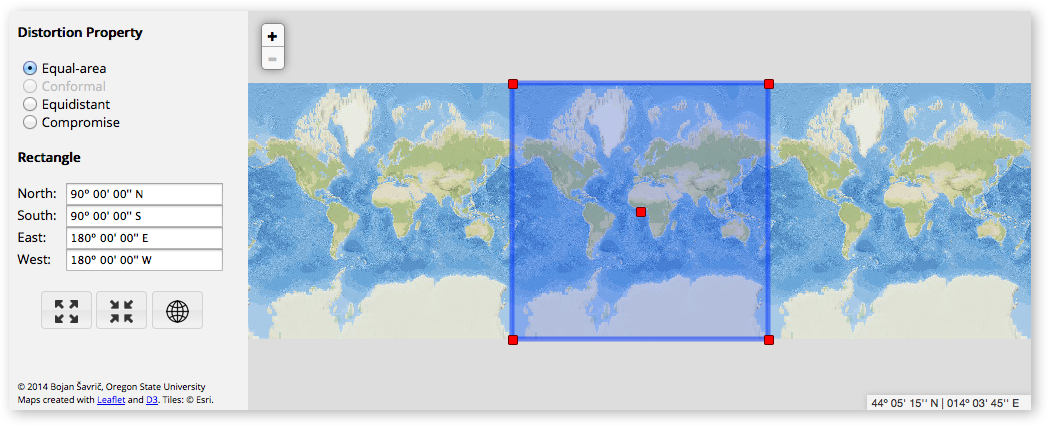 Distortion Property
Equal-area
Conformal
Equidistant
Compromise
Rectangle
North: 90º 00' 00'' N
South: 90º 00' 00'' S
East: 180º 00' 00'' E
West: 180º 00' 00'' W
© 2014 Bojan Šavrič, Oregon State University
Maps created with Leaflet and D3. Tiles: © Esri.
+
−
44º 05' 15'' N | 014º 03' 45'' E